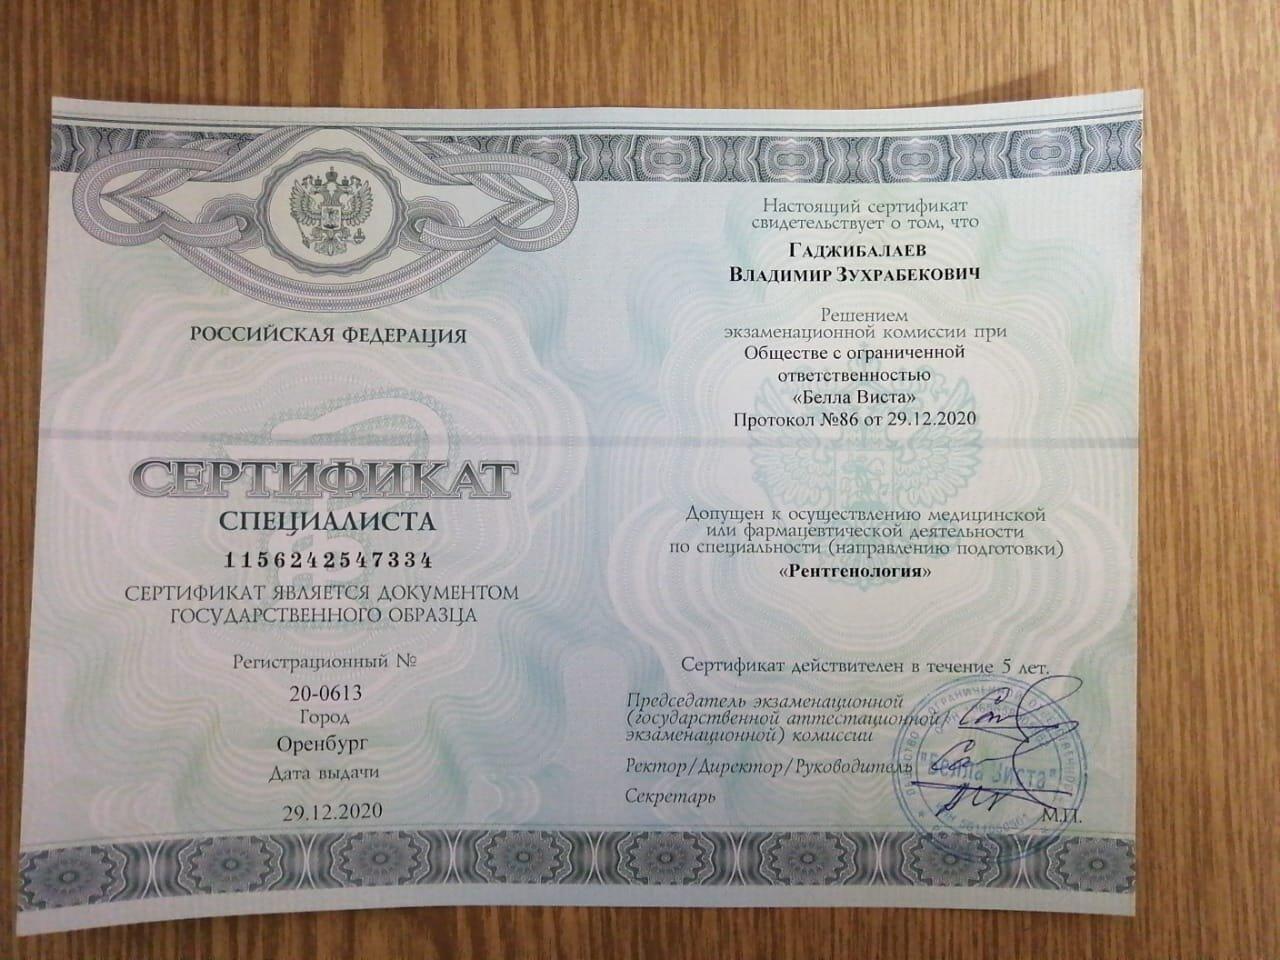 РОССИЙСКАЯ ФЕДЕРАЦИЯ
СЕРТИФИКАТ
СПЕЦИАЛИСТА
1156242547334
СЕРТИФИКАТ ЯВЛЯЕТСЯ ДОКУМЕНТОМ
ГОСУДАРСТВЕННОГО ОБРАЗЦА
Регистрационный №
20-0613
Город
Оренбург
Дата выдачи
29.12.2020
Настоящий сертификат
свидетельствует о том, что
ГАДЖИБАЛАЕВ
ВЛАДИМИР ЗУХРАБЕКОВИЧ
Решением
экзаменационной комиссии при
Обществе с ограниченной
ответственностью
«Белла Виста»
Протокол №86 от 29.12.2020
Допущен к осуществлению медицинской
или фармацевтической деятельности
по специальности (направлению подготовки)
«Рентгенология»
Сертификат действителен в течение 5 лет.
Председатель экзаменационной
(государственной аттестационной/
экзаменационной) комиссии
Ректор/Директор/Руководитель
Секретарь
М.П.
"Белла Виста"